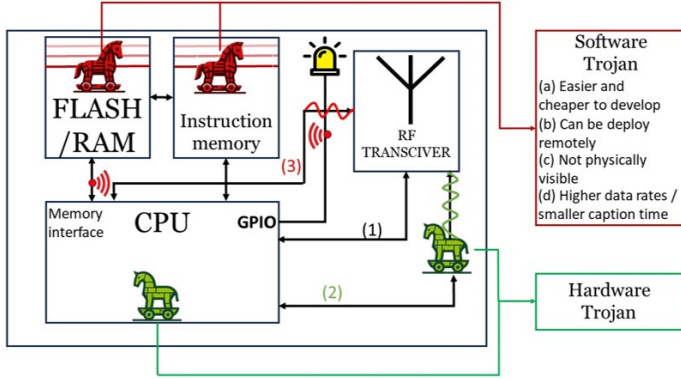 FLASH
/RAM
Instruction
memory
RF
TRANSCIVER
(3)
Memory
interface
CPU
GPIO
(1)
(2)
Software
Trojan
(a) Easier and
cheaper to develop
(b) Can be deploy
remotely
(c) Not physically
visible
(d) Higher data rates /
smaller caption time
Hardware
Trojan